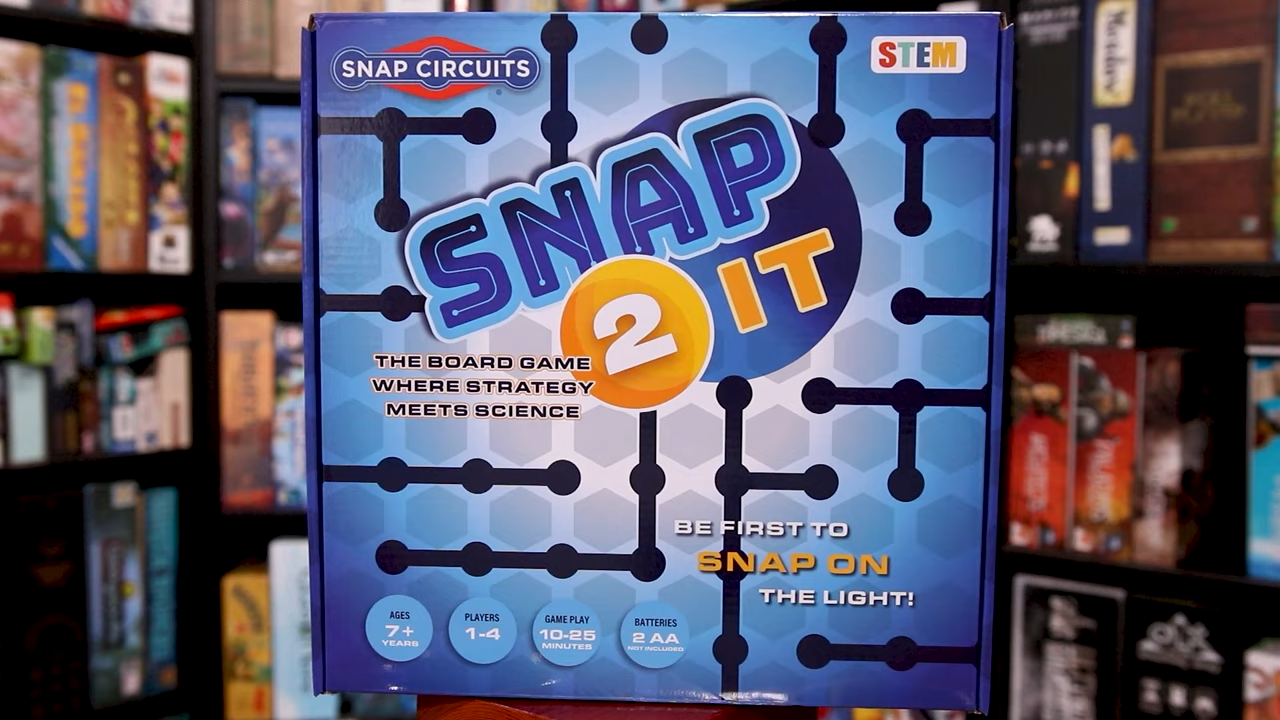 SNAP CIRCUITS
STEM
SNAP
2 IT
THE BOARD GAME
WHERE STRATEGY
MEETS SCIENCE
BE FIRST TO
SNAP ON
THE LIGHT!
AGES
7+
YEARS
PLAYERS
1-4
GAME PLAY
10-25
MINUTES
BATTERIES
2 AA
NOT INCLUDED